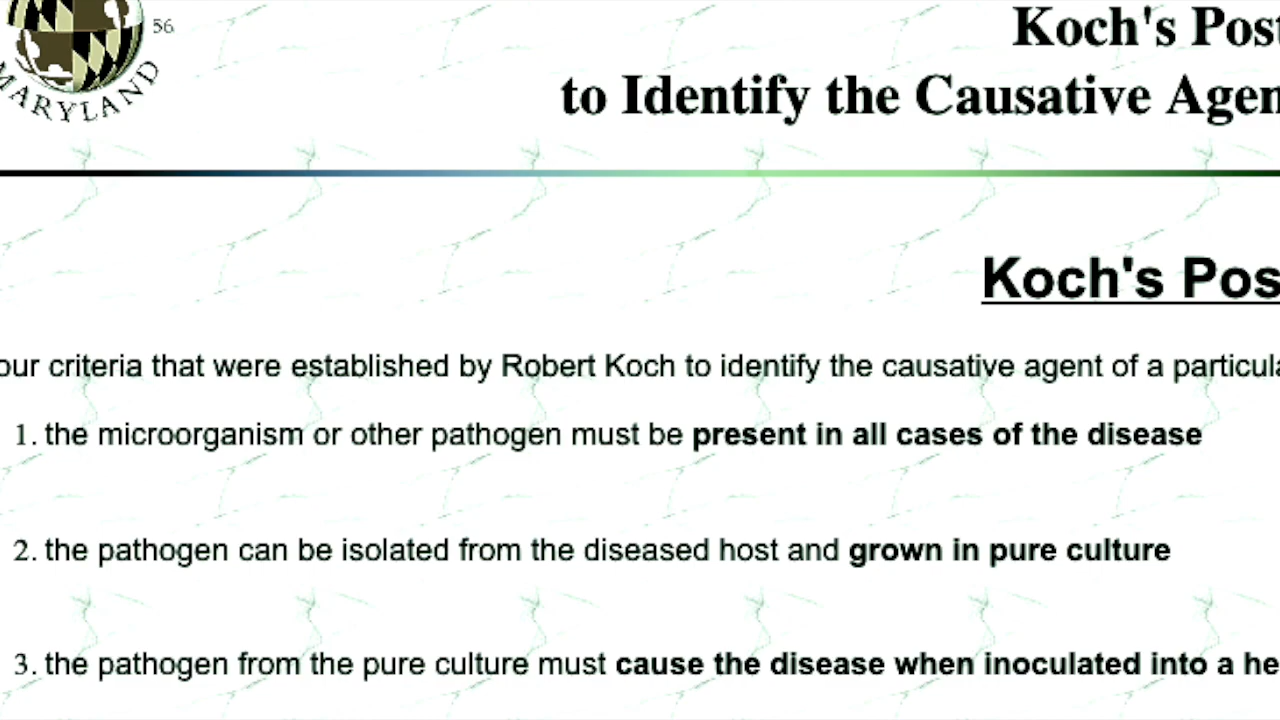 56
MARYLAND
Koch's Post
to Identify the Causative Agen
Koch's Pos
our criteria that were established by Robert Koch to identify the causative agent of a particula
1. the microorganism or other pathogen must be present in all cases of the disease
2. the pathogen can be isolated from the diseased host and grown in pure culture
3. the pathogen from the pure culture must cause the disease when inoculated into a he